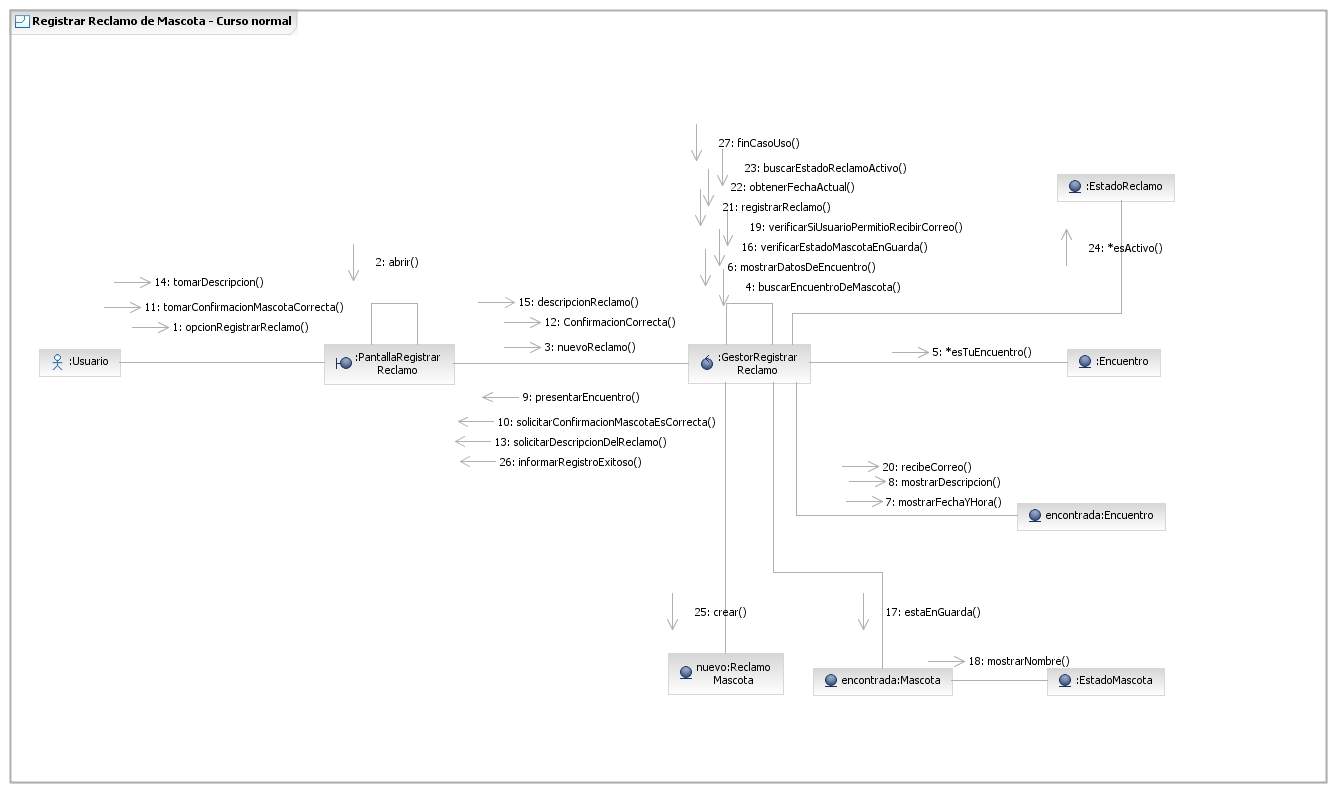 Registrar Reclamo de Mascota - Curso normal
27: finCasoUso()
23: buscarEstadoReclamoActivo()
22: obtenerFechaActual()
:EstadoReclamo
21: registrarReclamo()
19: verificarSiUsuarioPermitioRecibirCorreo()
16: verificarEstadoMascotaEnGuarda()
24: *esActivo()
2: abrir()
6: mostrarDatosDeEncuentro()
14: tomarDescripcion()
4: buscarEncuentroDeMascota()
11: tomarConfirmacionMascotaCorrecta()
15: descripcionReclamo()
1: opcionRegistrarReclamo()
12: ConfirmacionCorrecta()
3: nuevoReclamo()
5: *esTuEncuentro()
:Usuario
:PantallaRegistrar
Reclamo
:GestorRegistrar
Reclamo
:Encuentro
9: presentarEncuentro()
10: solicitarConfirmacionMascotaEsCorrecta()
13: solicitarDescripcionDelReclamo()
26: informarRegistroExitoso()
20: recibeCorreo()
8: mostrarDescripcion()
7: mostrarFechaYHora()
encontrada:Encuentro
25: crear()
17: estaEnGuarda()
18: mostrarNombre()
nuevo:Reclamo
Mascota
encontrada:Mascota
:EstadoMascota